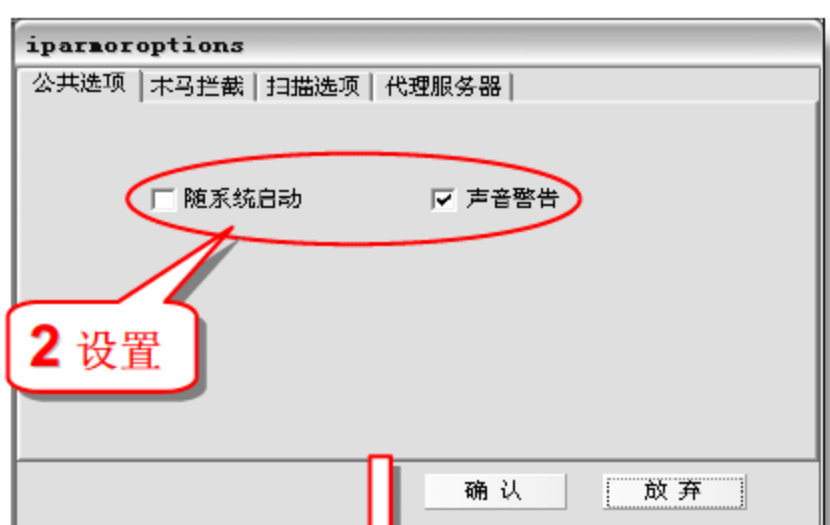 iparmoroptions
公共选项 木马拦截 扫描选项 代理服务器
随系统启动 声音警告
2 设置
确认 放弃